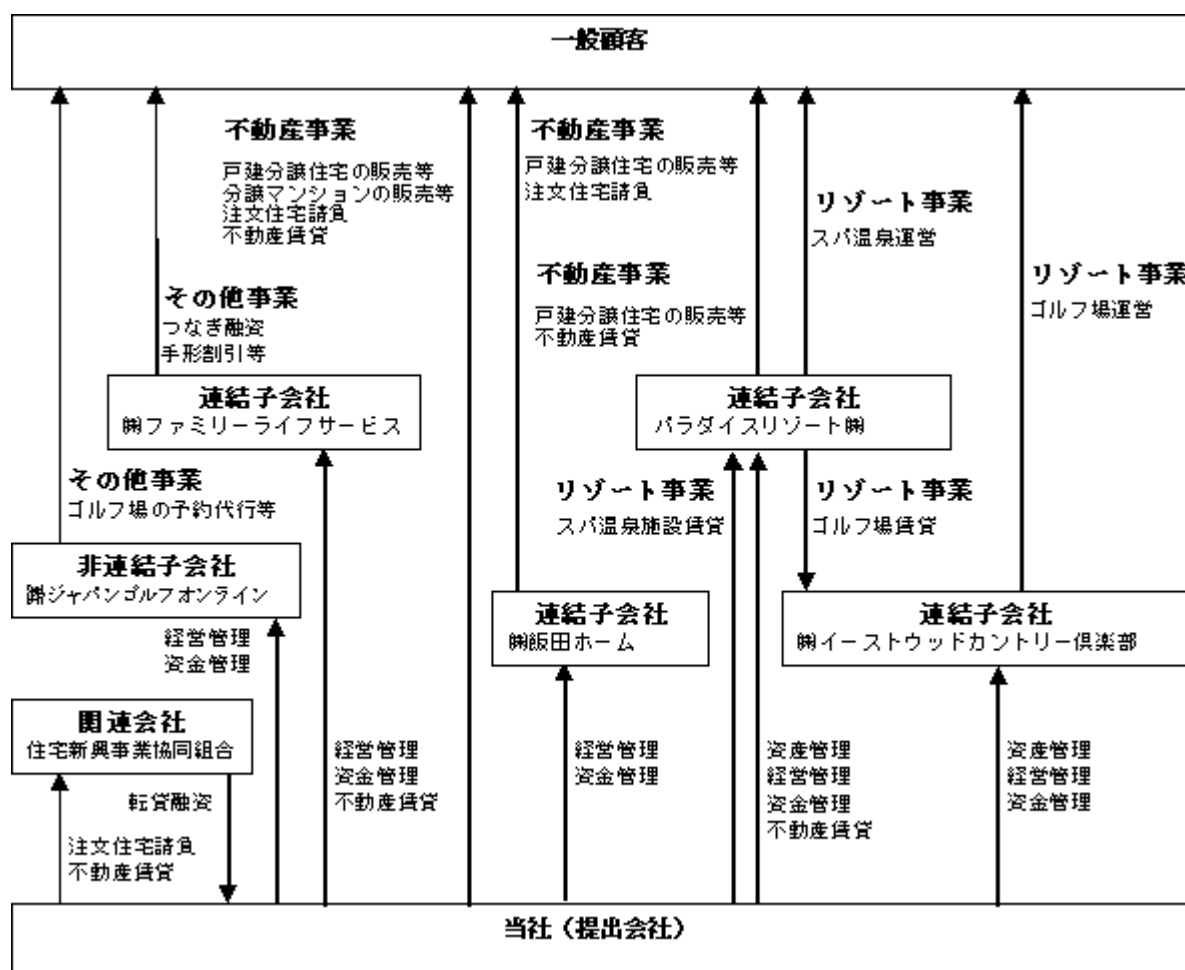 一般顧客
不動産事業
戸建分譲住宅の販売等
分譲マンションの販売等
注文住宅請負
不動産賃貸
不動産事業
戸建分譲住宅の販売等
注文住宅請負
リゾート事業
スパ温泉運営
不動産事業
戸建分譲住宅の販売等
不動産賃貸
リゾート事業
ゴルフ場運営
その他事業
つなぎ融資
手形割引等
連結子会社
㈱ファミリーライフサービス
連結子会社
パラダイスリゾート㈱
その他事業
ゴルフ場の予約代行等
リゾート事業
スパ温泉施設賃貸
リゾート事業
ゴルフ場賃貸
非連結子会社
㈱ジャパンゴルフオンライン
連結子会社
㈱飯田ホーム
連結子会社
㈱イーストウッドカントリー倶楽部
経営管理
資金管理
関連会社
住宅新興事業協同組合
転貸融資
注文住宅請負
不動産賃貸
経営管理
資金管理
不動産賃貸
経営管理
資金管理
資産管理
経営管理
資金管理
不動産賃貸
資産管理
経営管理
資金管理
当社（提出会社）